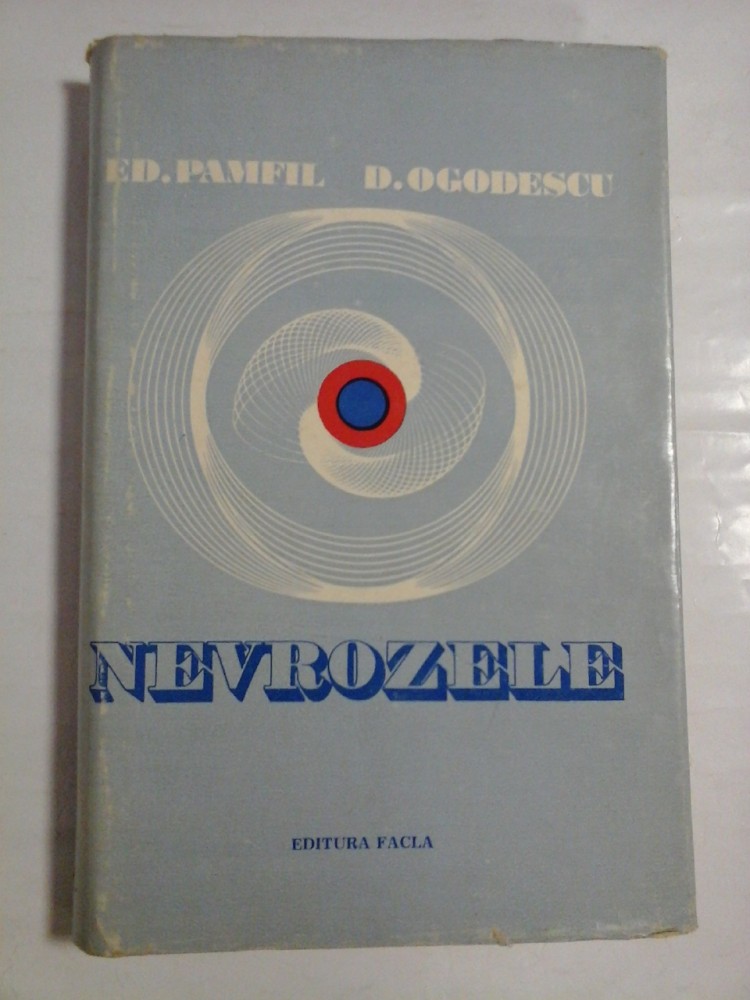 ED. PAMFIL D. OGODESCU
NEVROZELE
EDITURA FACLA